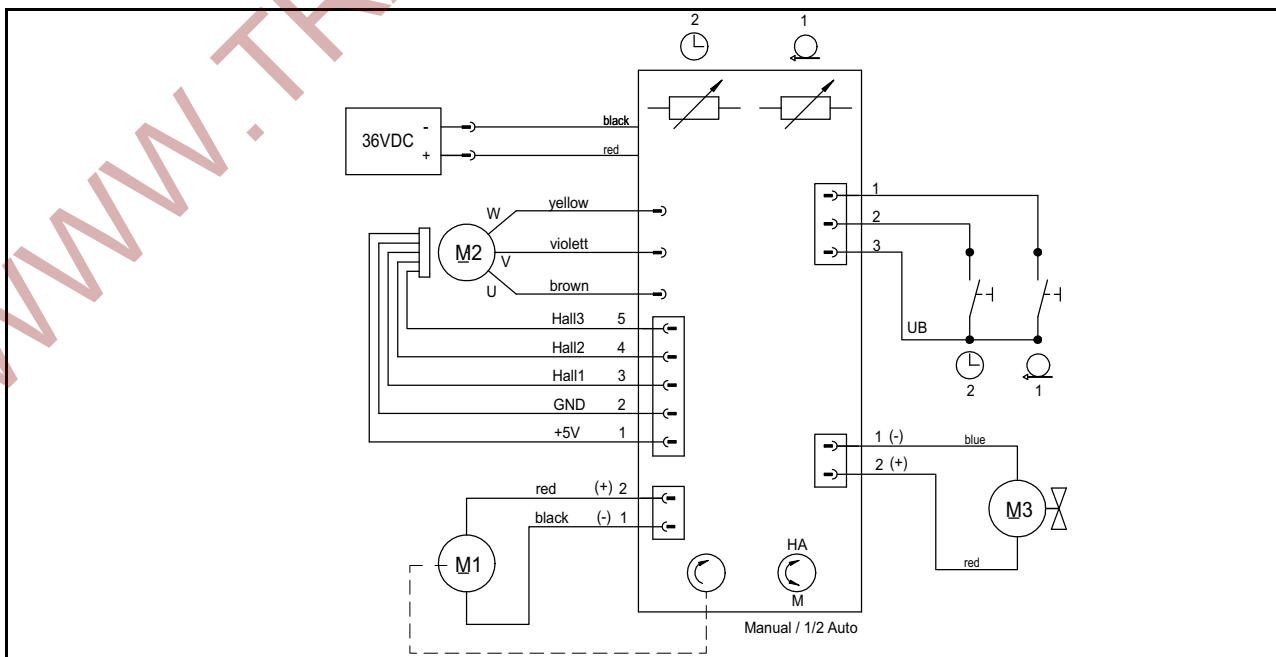 WWW.TR
2 1
36VDC - black
+ red
W yellow
M2 V violett
U brown
Hall3 5
Hall2 4
Hall1 3
GND 2
+5V 1
red (+) 2
black (-) 1
M1
HA
M
Manual / 1/2 Auto
1
2
3
UB
2 1
1 (-) blue
2 (+)
M3
red